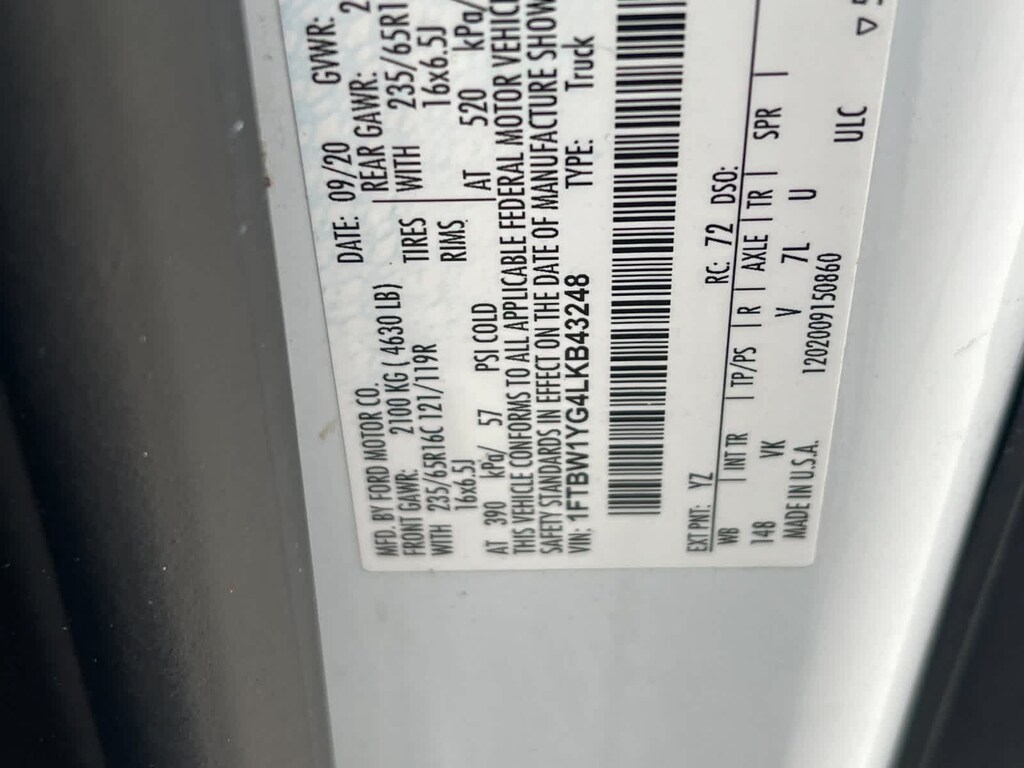 MFD. BY FORD MOTOR CO.
DATE: 09/20 GVWR: 2
FRONT GAWR: 2100 KG ( 4630 LB) REAR GAWR: 2
WITH 235/65R16C 121/119R TIRES WITH 235/65R1
16x6.5J RIMS 16x6.5J
AT 390 kPa/ 57 PSI COLD AT 520 kPa/
THIS VEHICLE CONFORMS TO ALL APPLICABLE FEDERAL MOTOR VEHIC
SAFETY STANDARDS IN EFFECT ON THE DATE OF MANUFACTURE SHOW
VIN: 1FTBW1YG4LKB43248 TYPE: Truck
EXT PNT: YZ RC: 72 DSO:
WB | INT TR | TP/PS | R | AXLE | TR | SPR |
148 VK V 7L U
MADE IN U.S.A. 1202009150860 ULC